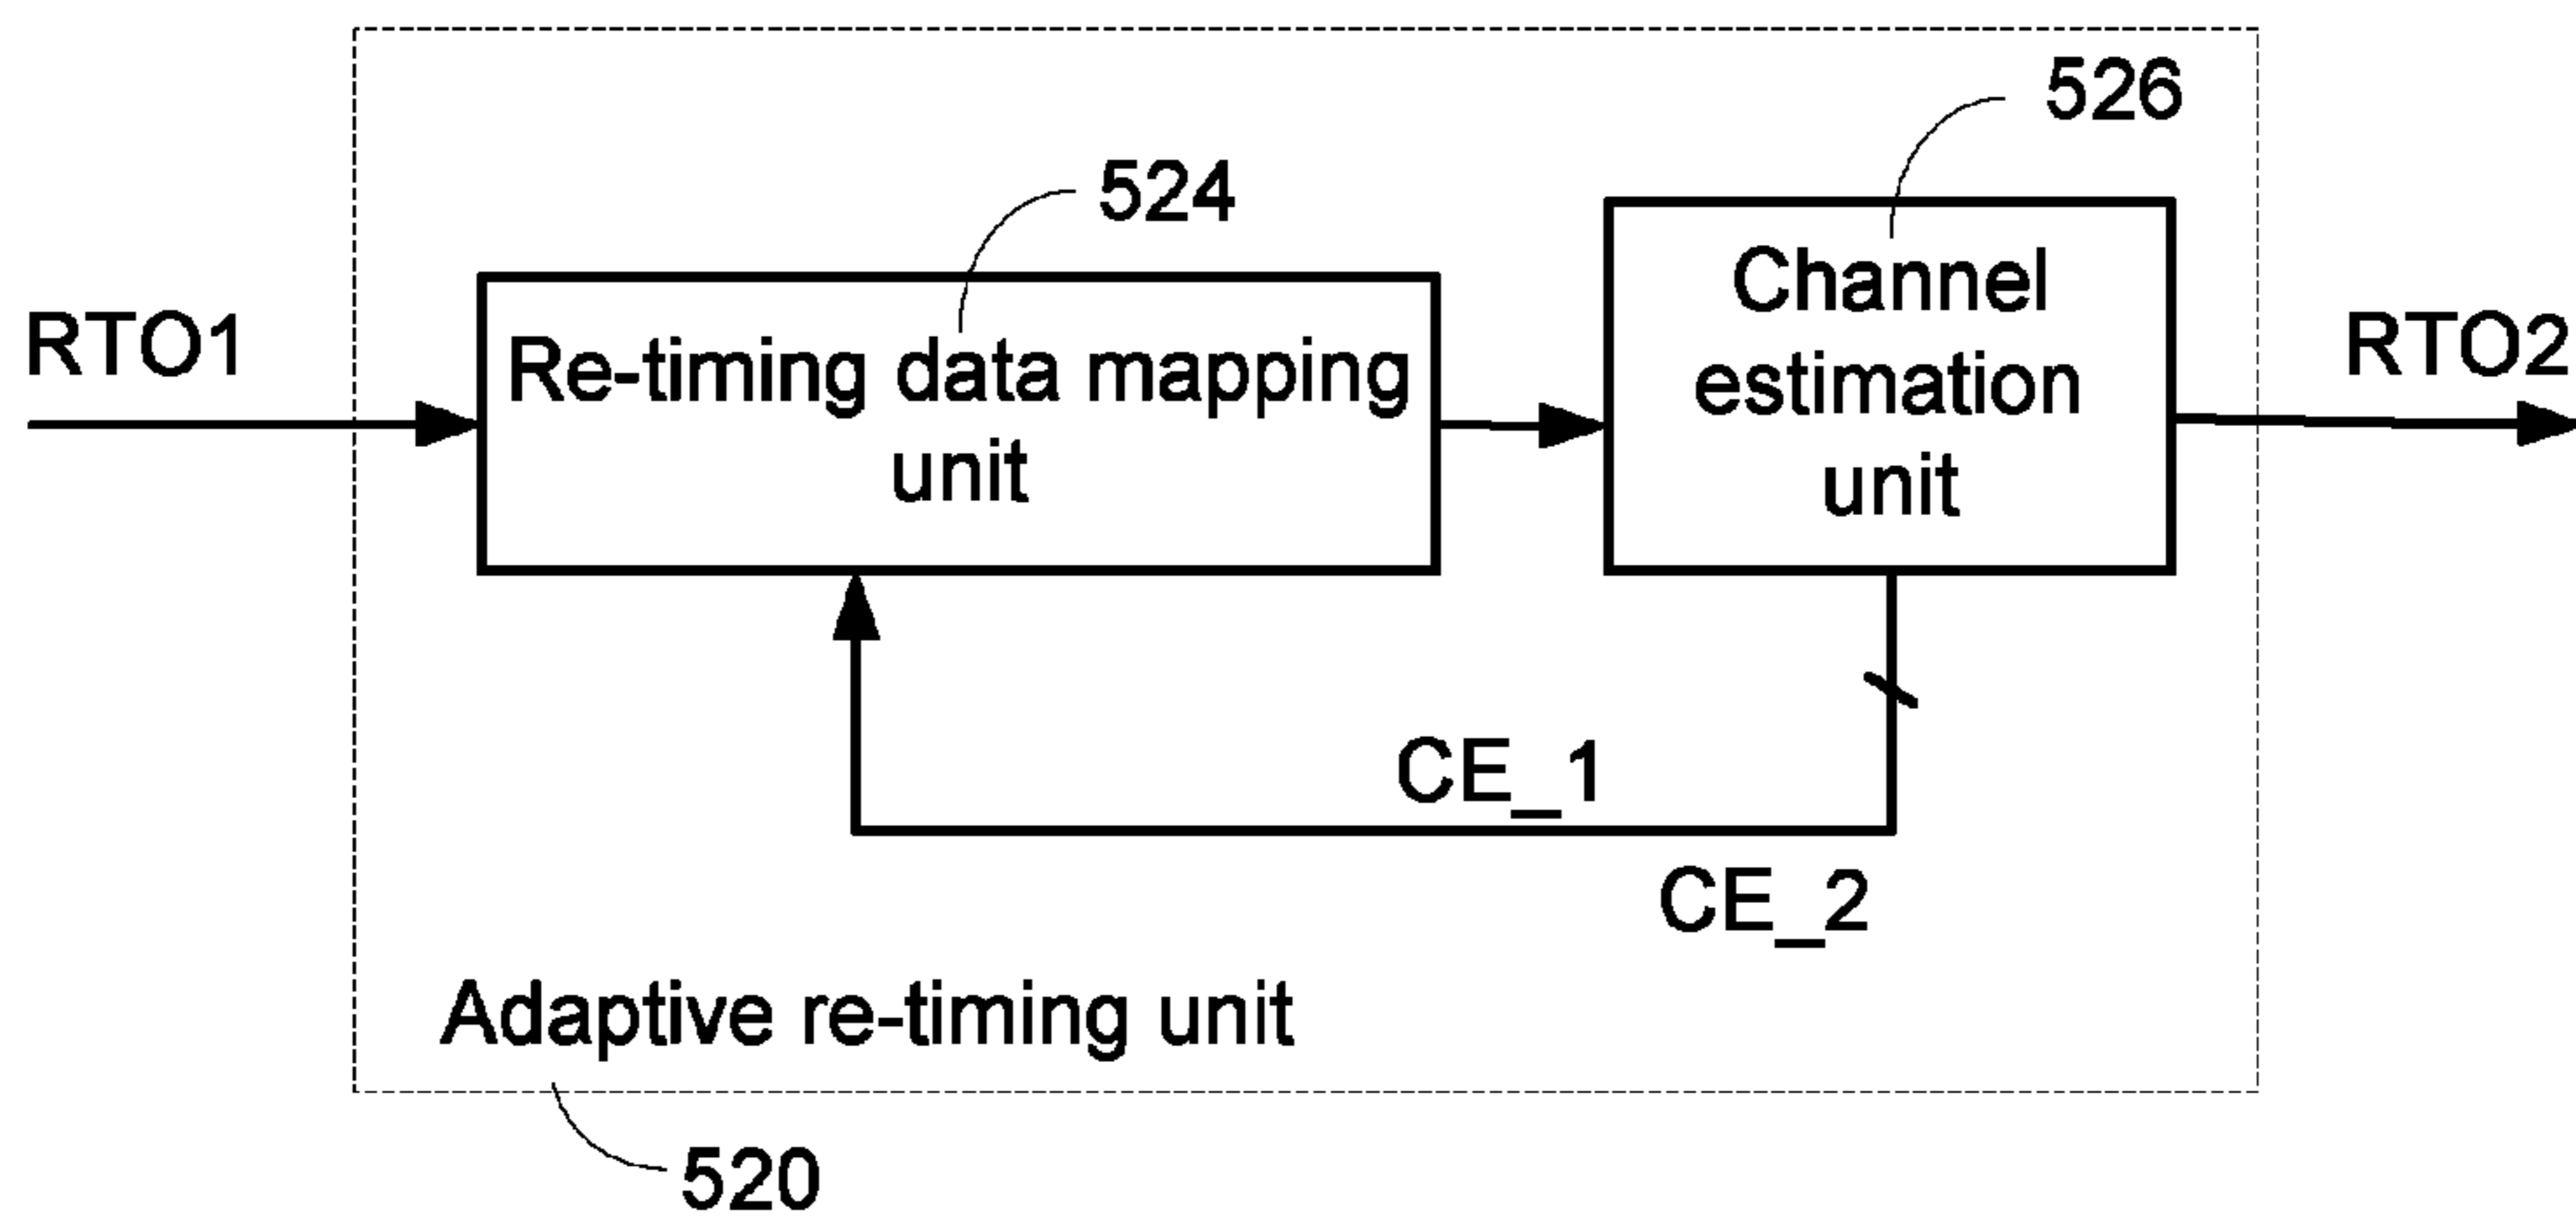 526
524
RTO1
Re-timing data mapping
unit
Channel
estimation
unit
RTO2
CE_1
CE_2
Adaptive re-timing unit
520